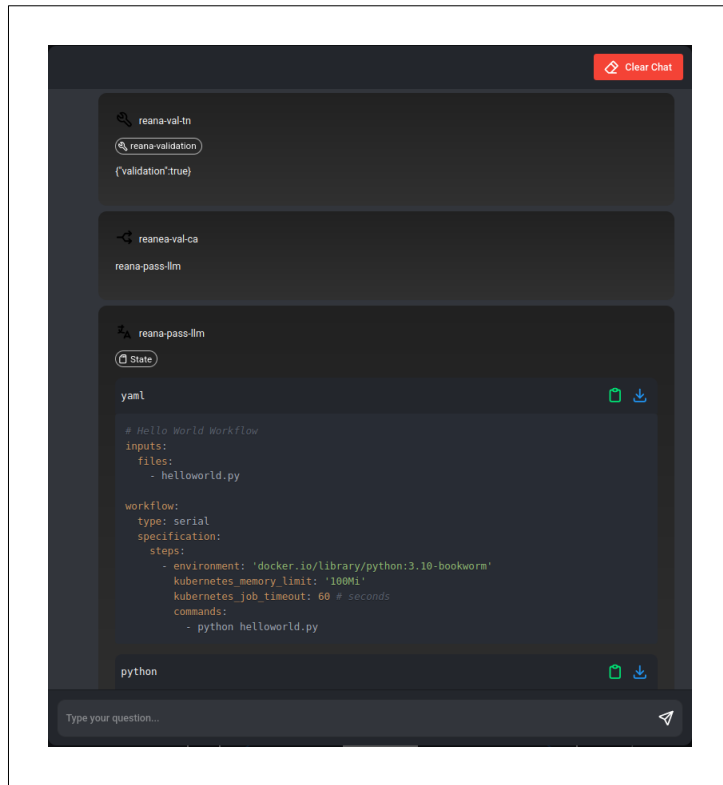 Clear Chat
reana-val-tn
reana-validation
{"validation":true}
reanea-val-ca
reana-pass-llm
reana-pass-llm
State
yaml
# Hello World Workflow
inputs:
  files:
    - helloworld.py
workflow:
  type: serial
  specification:
    steps:
      - environment: 'docker.io/library/python:3.10-bookworm'
        kubernetes_memory_limit: '100Mi'
        kubernetes_job_timeout: 60 # seconds
        commands:
          - python helloworld.py
python
Type your question...